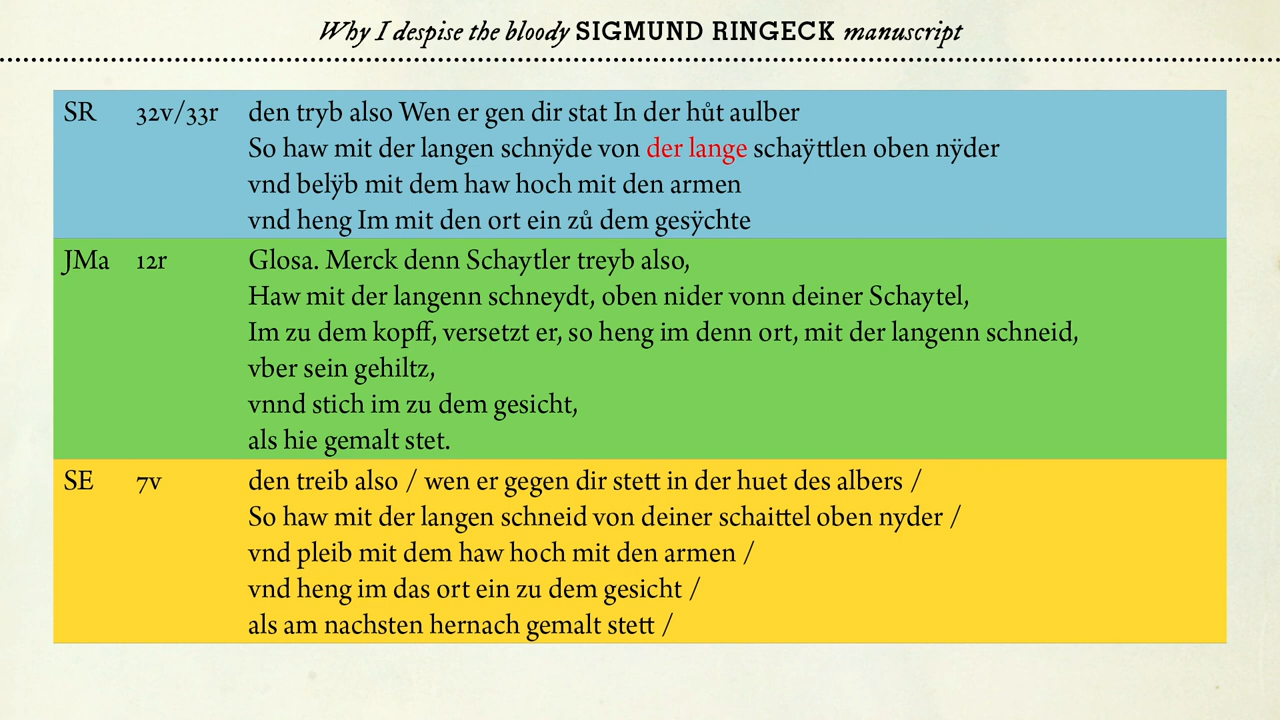 Why I despise the bloody SIGMUND RINGECK manuscript
SR 32v/33r den tryb also Wen er gen dir stat In der hůt aulber
So haw mit der langen schnÿde von der lange schaÿttlen oben nÿder
vnd belÿb mit dem haw hoch mit den armen
vnd heng Im mit den ort ein zů dem gesÿchte
JMa 12r Glosa. Merck denn Schaytler treyb also,
Haw mit der langenn schneydt, oben nider vonn deiner Schaytel,
Im zu dem kopff, versetzt er, so heng im denn ort, mit der langenn schneid,
vber sein gehiltz,
vnnd stich im zu dem gesicht,
als hie gemalt stet.
SE 7v den treib also / wen er gegen dir stett in der huet des albers /
So haw mit der langen schneid von deiner schaittel oben nyder /
vnd pleib mit dem haw hoch mit den armen /
vnd heng im das ort ein zu dem gesicht /
als am nachsten hernach gemalt stett /